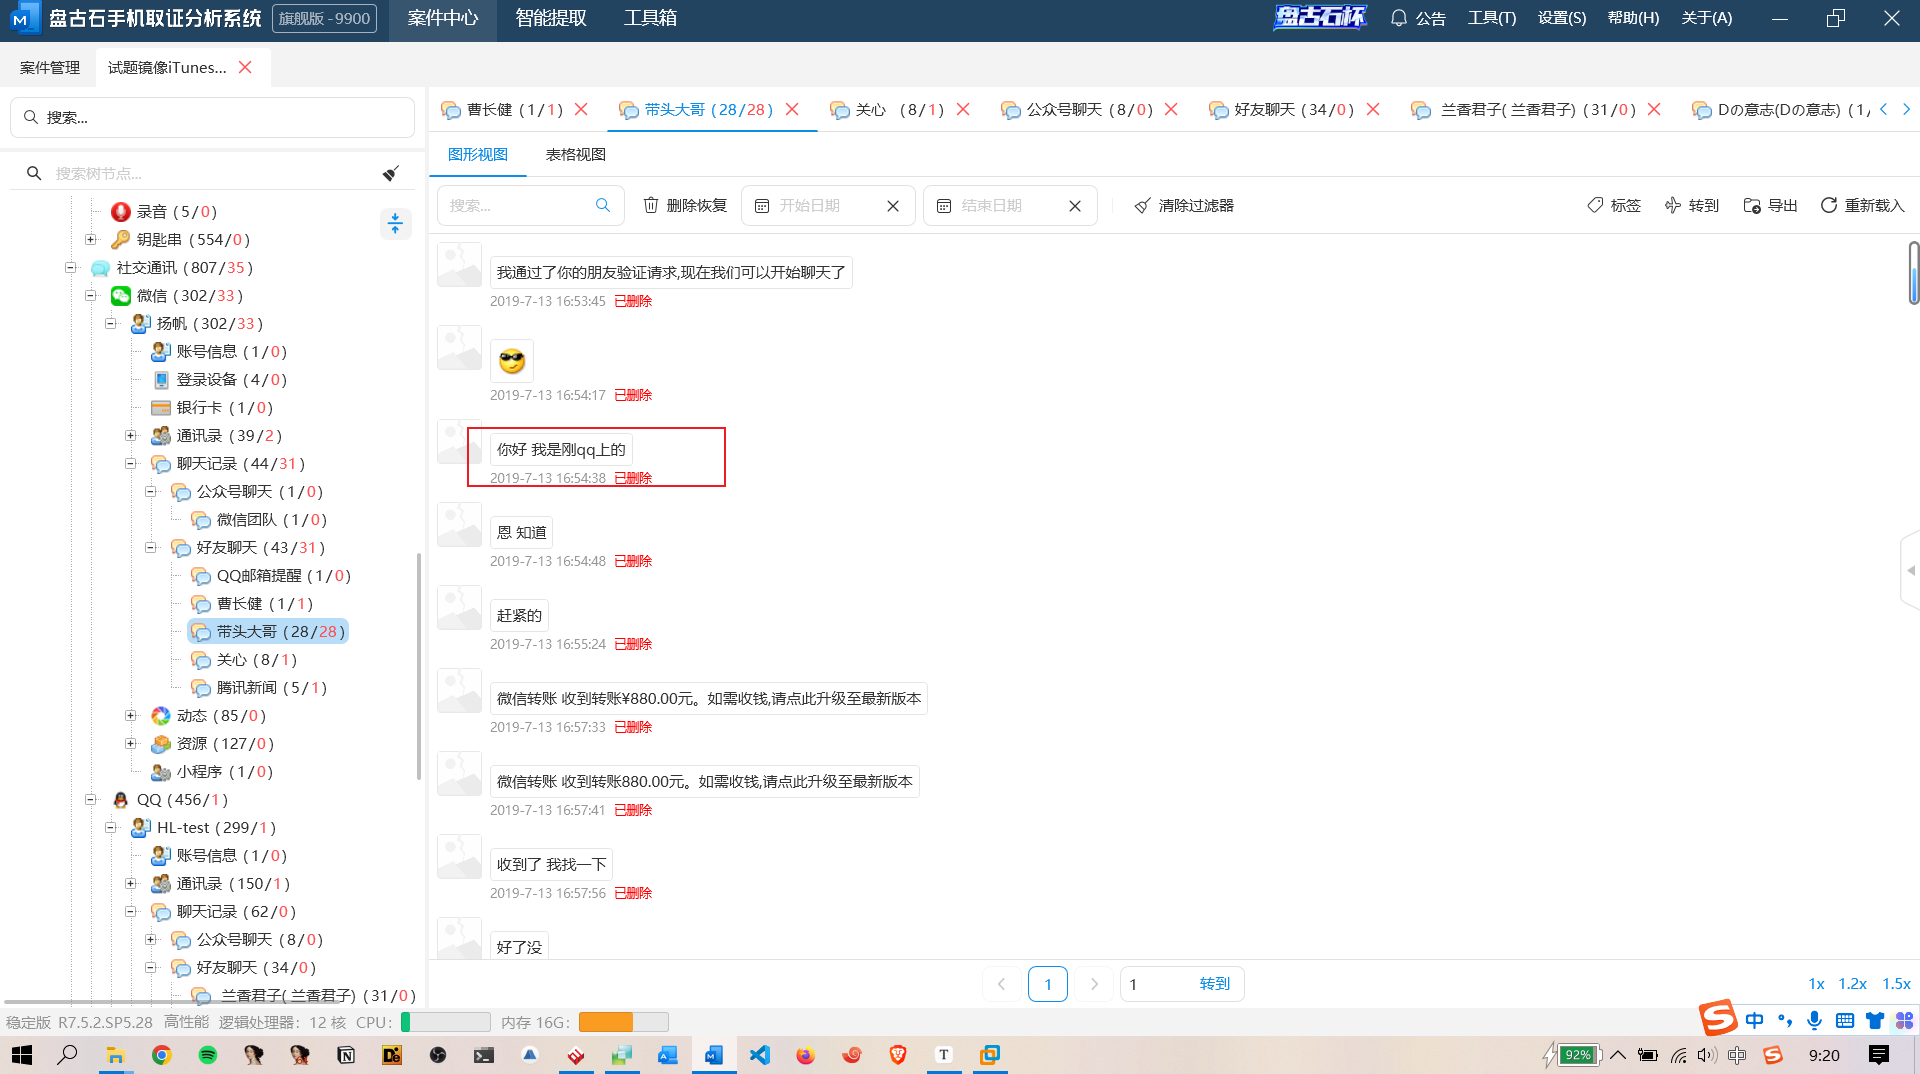 盘古石手机取证分析系统 旗舰版 -9900 案件中心 智能提取 工具箱 盘古石杯 公告 工具(T) 设置(S) 帮助(H) 关于(A)
案件管理 试题镜像iTunes...
搜索...
曹长健 (1/1) 带头大哥 (28/28) 关心 (8/1) 公众号聊天 (8/0) 好友聊天 (34/0) 兰香君子( 兰香君子) (31/0) Dの意志(Dの意志) (1/
图形视图 表格视图
搜索树节点...
搜索... 删除恢复 开始日期 结束日期 清除过滤器 标签 转到 导出 重新载入
录音 (5/0)
钥匙串 (554/0)
社交通讯 (807/35)
微信 (302/33)
扬帆 (302/33)
账号信息 (1/0)
登录设备 (4/0)
银行卡 (1/0)
通讯录 (39/2)
聊天记录 (44/31)
公众号聊天 (1/0)
微信团队 (1/0)
好友聊天 (43/31)
QQ邮箱提醒 (1/0)
曹长健 (1/1)
带头大哥 (28/28)
关心 (8/1)
腾讯新闻 (5/1)
动态 (85/0)
资源 (127/0)
小程序 (1/0)
QQ (456/1)
HL-test (299/1)
账号信息 (1/0)
通讯录 (150/1)
聊天记录 (62/0)
公众号聊天 (8/0)
好友聊天 (34/0)
兰香君子( 兰香君子) (31/0)
我通过了你的朋友验证请求,现在我们可以开始聊天了
2019-7-13 16:53:45 已删除
2019-7-13 16:54:17 已删除
你好 我是刚qq上的
2019-7-13 16:54:38 已删除
恩 知道
2019-7-13 16:54:48 已删除
赶紧的
2019-7-13 16:55:24 已删除
微信转账 收到转账¥880.00元。如需收钱,请点此升级至最新版本
2019-7-13 16:57:33 已删除
微信转账 收到转账880.00元。如需收钱,请点此升级至最新版本
2019-7-13 16:57:41 已删除
收到了 我找一下
2019-7-13 16:57:56 已删除
好了没
1 1 转到 1x 1.2x 1.5x
稳定版 R7.5.2.SP5.28 高性能 逻辑处理器: 12 核 CPU: 内存 16G: 中
92% 9:20